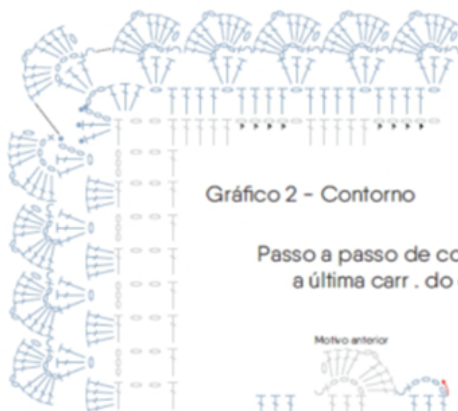 Gráfico 2 - Contorno
Passo a passo de co
a última carr . do
Motivo anterior